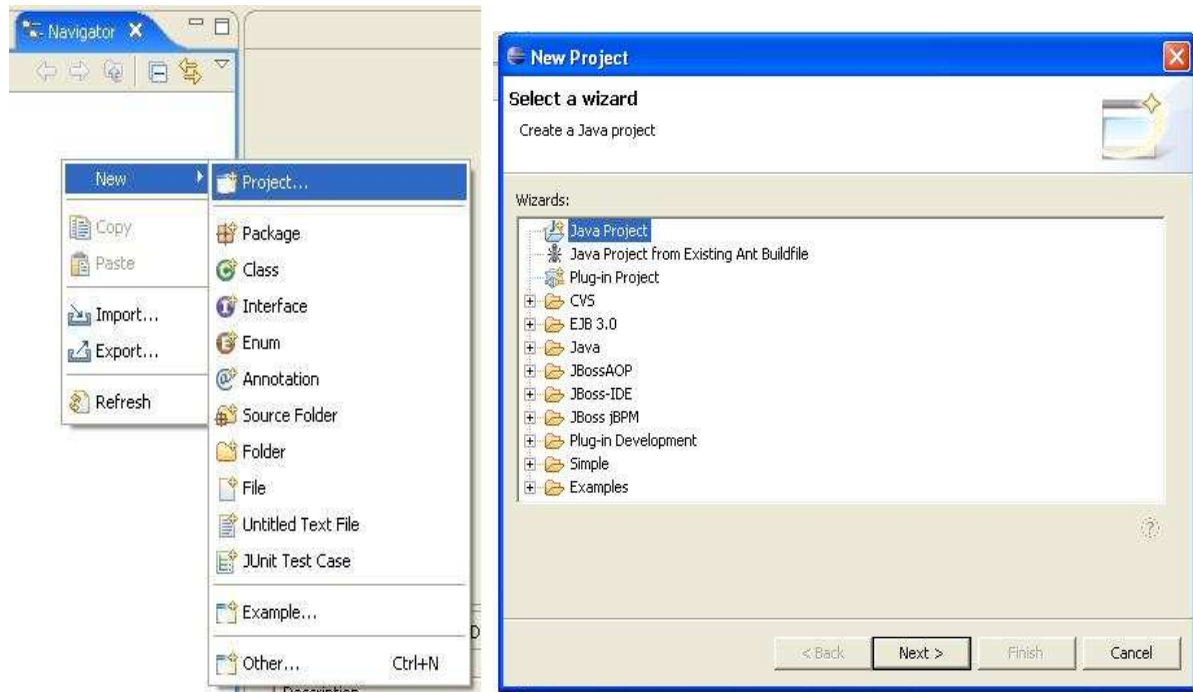 Navigator
New
Copy
Paste
Import...
Export...
Refresh
Project...
Package
Class
Interface
Enum
Annotation
Source Folder
Folder
File
Untitled Text File
JUnit Test Case
Example...
Other... Ctrl+N
D
Description
New Project
Select a wizard
Create a Java project
Wizards:
Java Project
Java Project from Existing Ant Buildfile
Plug-in Project
CVS
EJB 3.0
Java
JBossAOP
JBoss-IDE
JBoss jBPM
Plug-in Development
Simple
Examples
< Back
Next >
Finish
Cancel